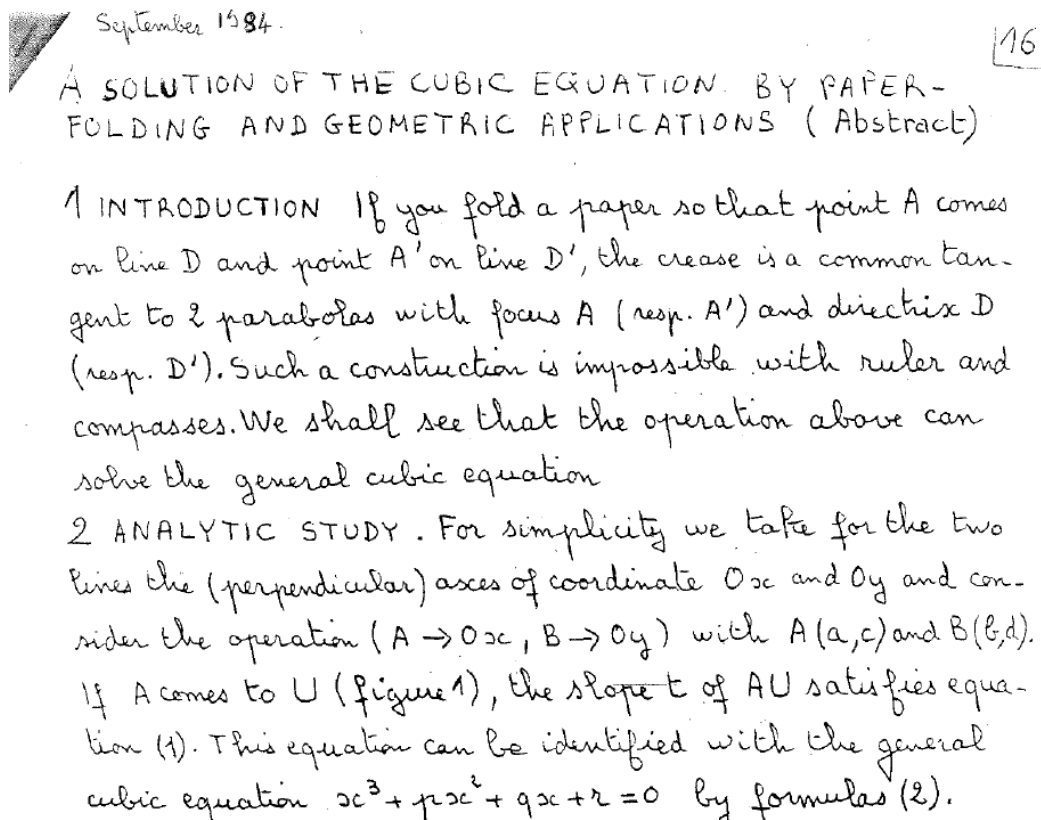 September 1984.
16
A SOLUTION OF THE CUBIC EQUATION. BY PAPER-
FOLDING AND GEOMETRIC APPLICATIONS (Abstract)
1 INTRODUCTION If you fold a paper so that point A comes
on line D and point A' on line D', the crease is a common tan-
gent to 2 parabolas with focus A (resp. A') and directrix D
(resp. D'). Such a construction is impossible with ruler and
compasses. We shall see that the operation above can
solve the general cubic equation
2 ANALYTIC STUDY. For simplicity we take for the two
lines the (perpendicular) axes of coordinate Ox and Oy and con-
sider the operation (A → Ox, B → Oy) with A(a,c) and B(b,d).
If A comes to U (figure 1), the slope t of AU satisfies equa-
tion (1). This equation can be identified with the general
cubic equation x³ + px² + qx + r = 0 by formulas (2).